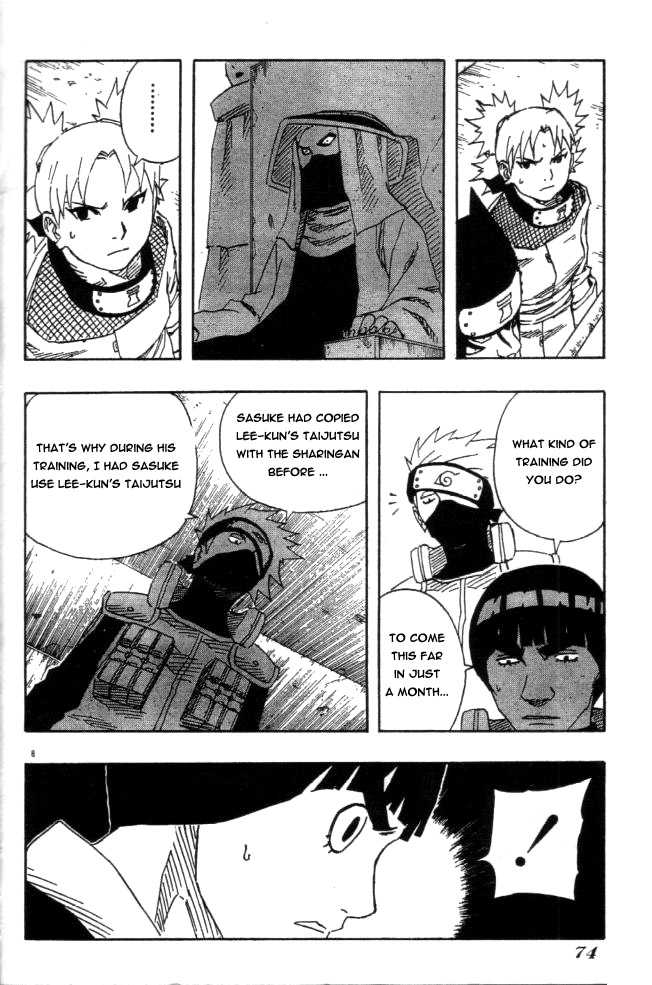 .........
WHAT KIND OF
TRAINING DID
YOU DO?
TO COME
THIS FAR
IN JUST
A MONTH...
SASUKE HAD COPIED
LEE-KUN'S TAIJUTSU
WITH THE SHARINGAN
BEFORE ...
THAT'S WHY DURING HIS
TRAINING, I HAD SASUKE
USE LEE-KUN'S TAIJUTSU
8
!
74